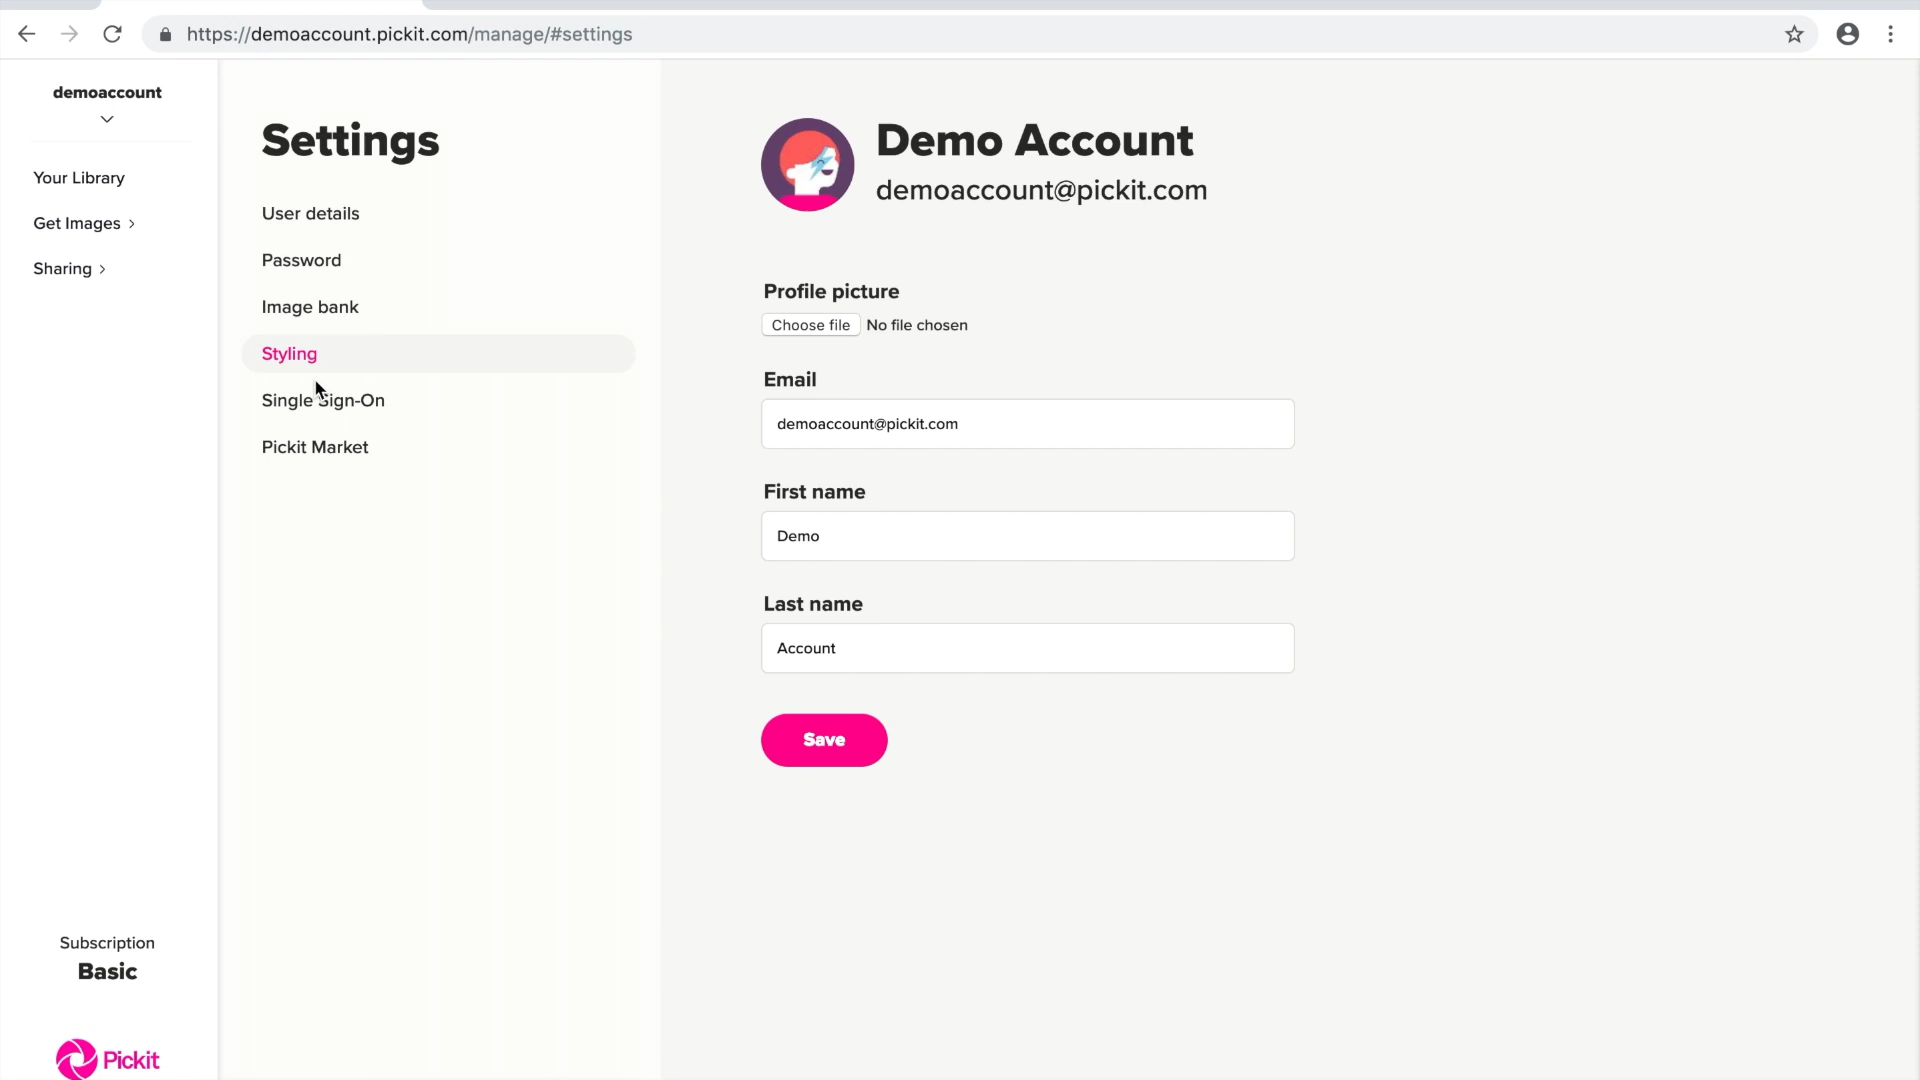 https://demoaccount.pickit.com/manage/#settings
demoaccount
Your Library
Get Images
Sharing
Subscription
Basic
Pickit
Settings
User details
Password
Image bank
Styling
Single Sign-On
Pickit Market
Demo Account
demoaccount@pickit.com
Profile picture
Choose file No file chosen
Email
demoaccount@pickit.com
First name
Demo
Last name
Account
Save